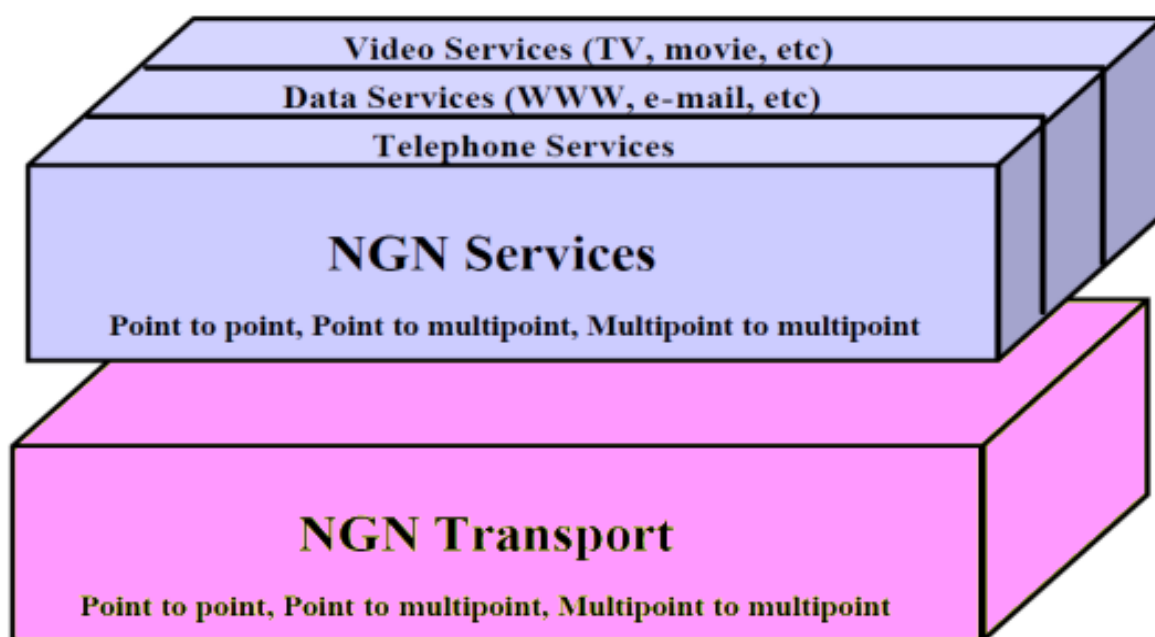 Video Services (TV, movie, etc)
Data Services (WWW, e-mail, etc)
Telephone Services
NGN Services
Point to point, Point to multipoint, Multipoint to multipoint
NGN Transport
Point to point, Point to multipoint, Multipoint to multipoint